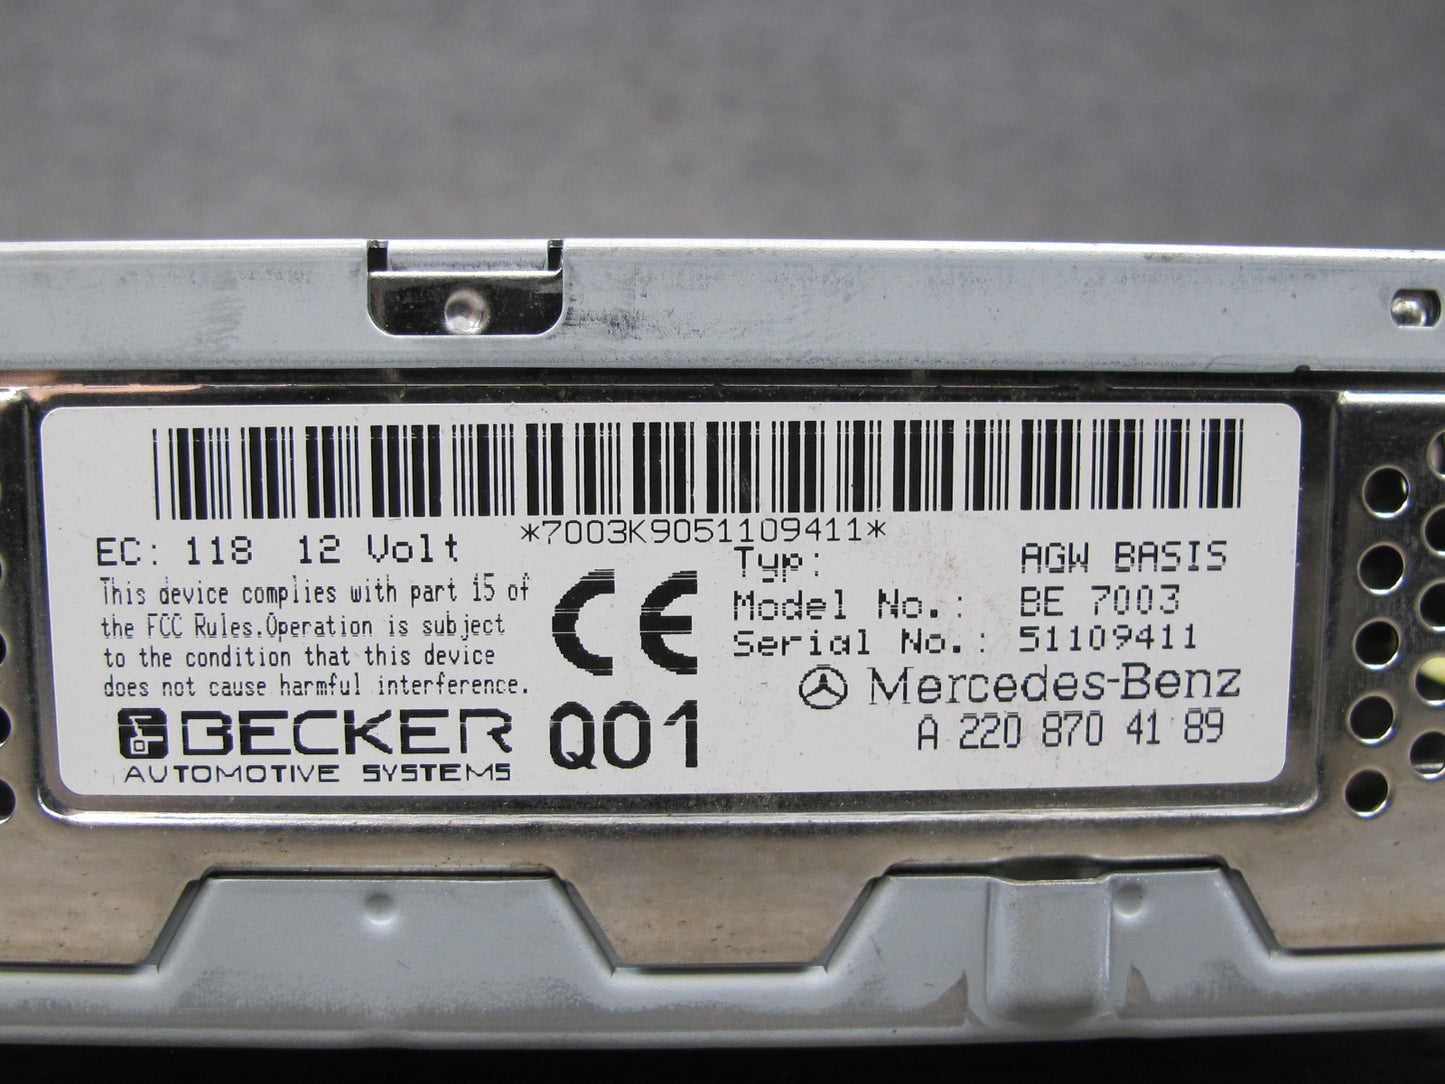 *7003K9051109411*
EC: 118 12 Volt
This device complies with part 15 of
the FCC Rules.Operation is subject
to the condition that this device
does not cause harmful interference.
BECKER
AUTOMOTIVE SYSTEMS
CE
Q01
Typ: AGW BASIS
Model No.: BE 7003
Serial No.: 51109411
Mercedes-Benz
A 220 870 41 89